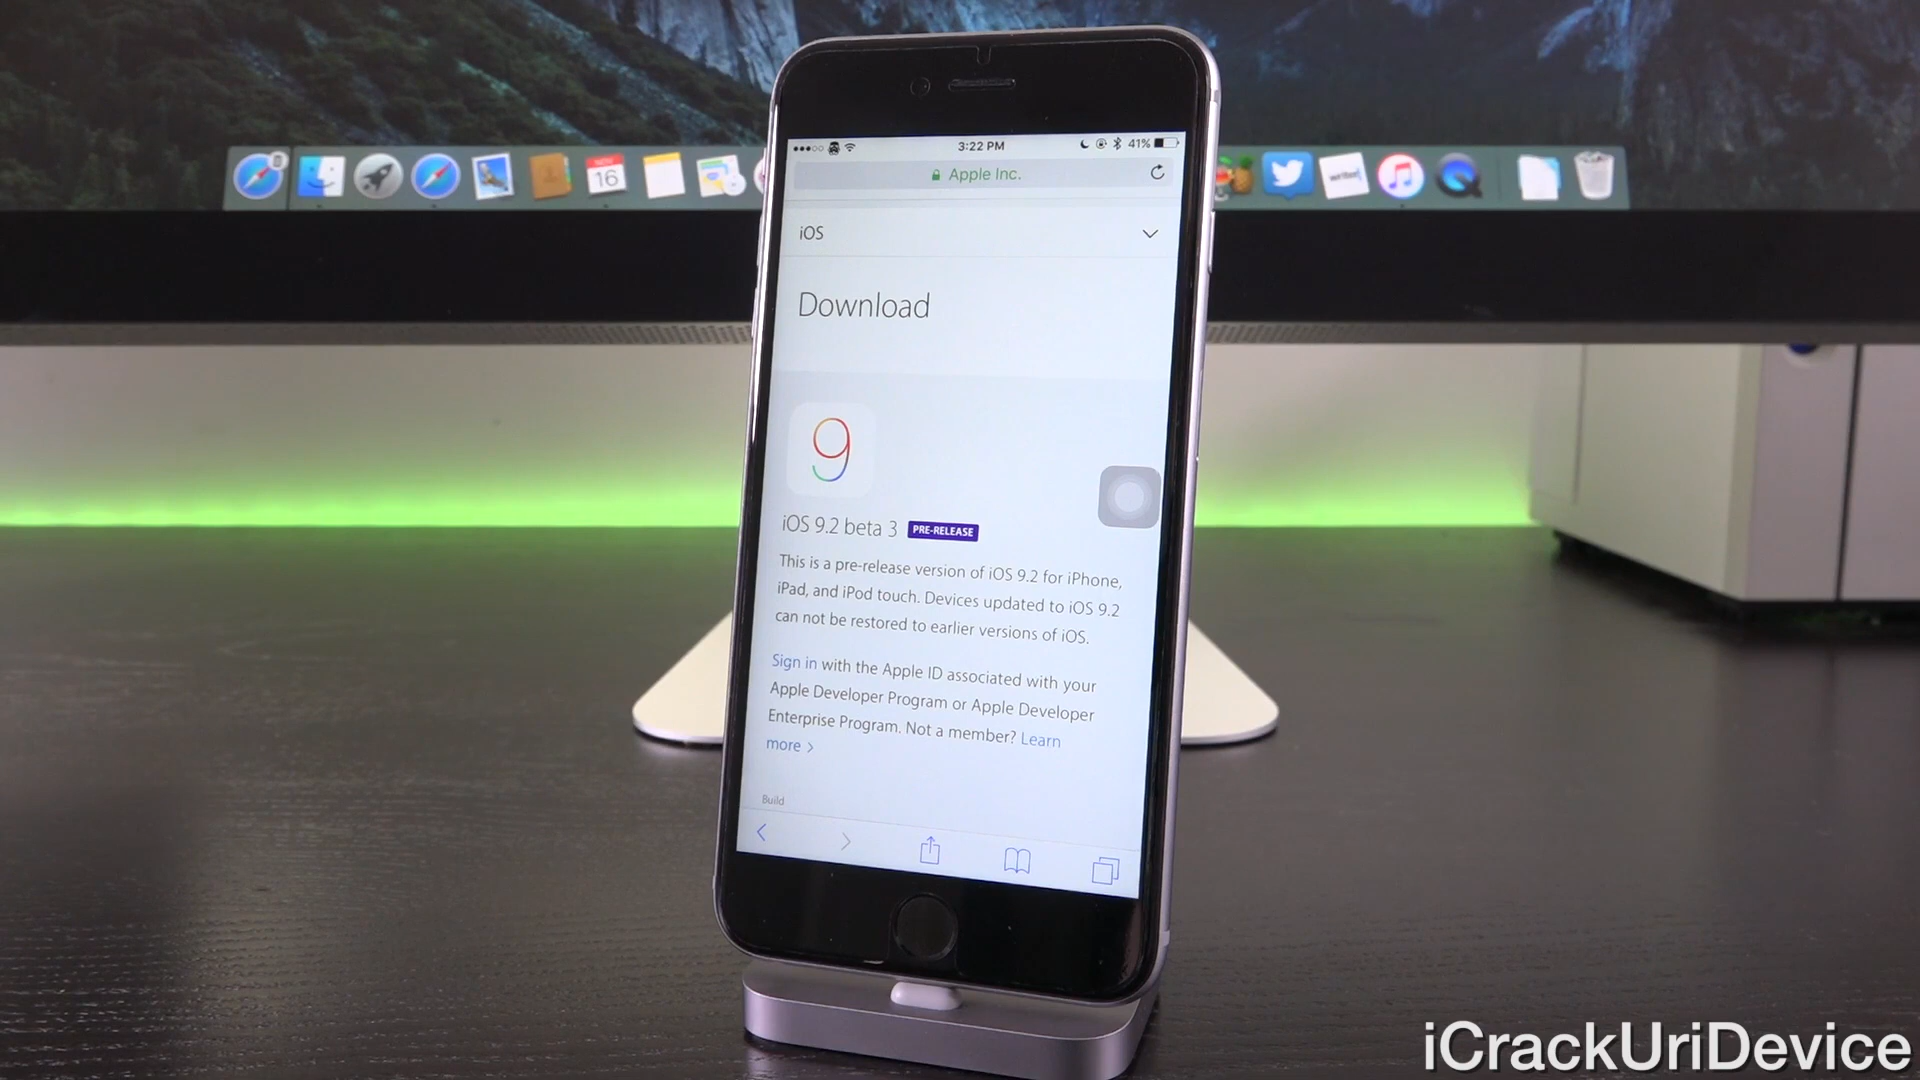 3:22 PM
41%
Apple Inc.
NOV
16
writer
iOS
Download
9
iOS 9.2 beta 3 PRE-RELEASE
This is a pre-release version of iOS 9.2 for iPhone,
iPad, and iPod touch. Devices updated to iOS 9.2
can not be restored to earlier versions of iOS.
Sign in with the Apple ID associated with your
Apple Developer Program or Apple Developer
Enterprise Program. Not a member? Learn
more >
Build
iCrackUriDevice